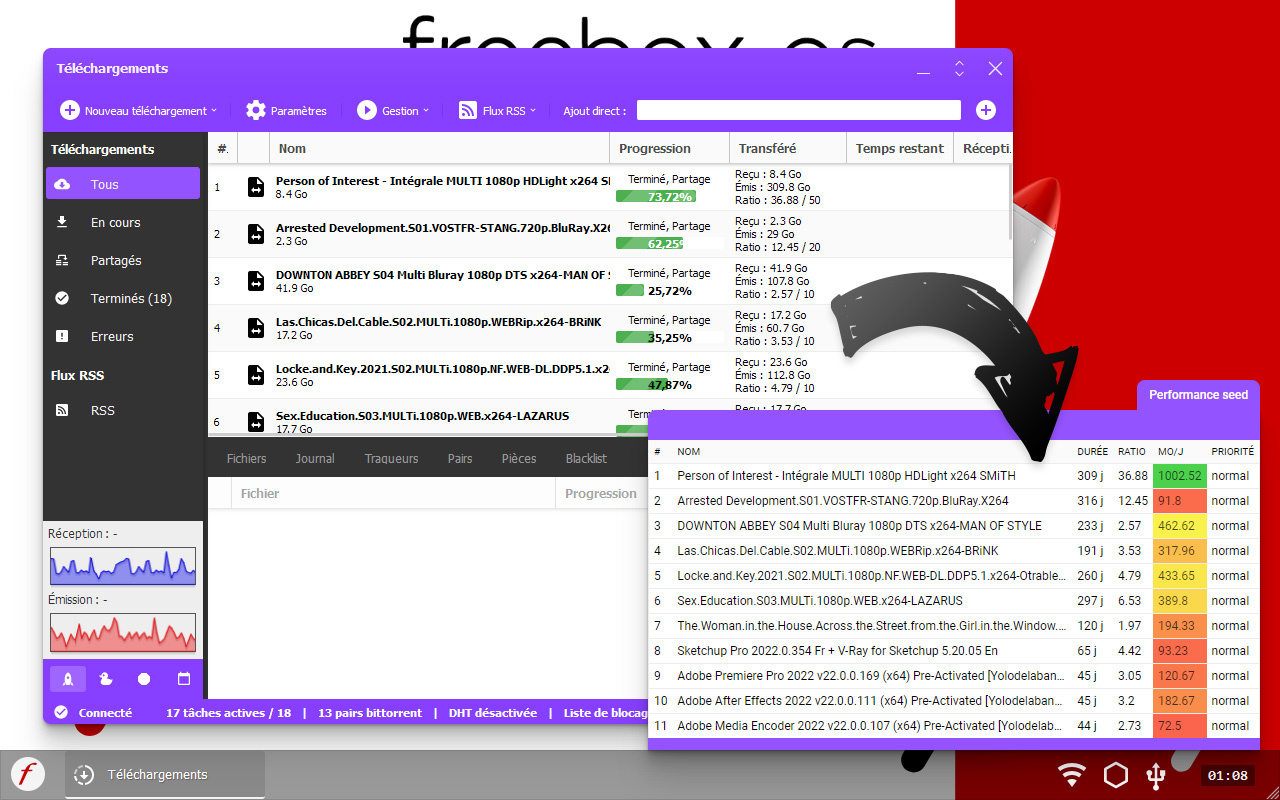 freebox os
Téléchargements
Nouveau téléchargement
Paramètres
Gestion
Flux RSS
Ajout direct :
Téléchargements
Tous
En cours
Partagés
Terminés (18)
Erreurs
Flux RSS
RSS
#. Nom Progression Transféré Temps restant Récepti.
1 Person of Interest - Intégrale MULTI 1080p HDLight x264 SM
8.4 Go
Terminé, Partage
73,72%
Reçu : 8.4 Go
Émis : 309.8 Go
Ratio : 36.88 / 50
2 Arrested Development.S01.VOSTFR-STANG.720p.BluRay.X26
2.3 Go
Terminé, Partage
62,25%
Reçu : 2.3 Go
Émis : 29 Go
Ratio : 12.45 / 20
3 DOWNTON ABBEY S04 Multi Bluray 1080p DTS x264-MAN OF S
41.9 Go
Terminé, Partage
25,72%
Reçu : 41.9 Go
Émis : 107.8 Go
Ratio : 2.57 / 10
4 Las.Chicas.Del.Cable.S02.MULTi.1080p.WEBRip.x264-BRiNK
17.2 Go
Terminé, Partage
35,25%
Reçu : 17.2 Go
Émis : 60.7 Go
Ratio : 3.53 / 10
5 Locke.and.Key.2021.S02.MULTi.1080p.NF.WEB-DL.DDP5.1.x2
23.6 Go
Terminé, Partage
47,87%
Reçu : 23.6 Go
Émis : 112.8 Go
Ratio : 4.79 / 10
6 Sex.Education.S03.MULTi.1080p.WEB.x264-LAZARUS
17.7 Go
Term
Reçu : 17.7 Go
Fichiers Journal Traqueurs Pairs Pièces Blacklist
Fichier Progression
Réception : -
Émission : -
Connecté 17 tâches actives / 18 | 13 pairs bittorrent | DHT désactivée | Liste de blocag
Performance seed
# NOM DURÉE RATIO MO/J PRIORITÉ
1 Person of Interest - Intégrale MULTI 1080p HDLight x264 SMiTH 309 j 36.88 1002.52 normal
2 Arrested Development.S01.VOSTFR-STANG.720p.BluRay.X264 316 j 12.45 91.8 normal
3 DOWNTON ABBEY S04 Multi Bluray 1080p DTS x264-MAN OF STYLE 233 j 2.57 462.62 normal
4 Las.Chicas.Del.Cable.S02.MULTi.1080p.WEBRip.x264-BRiNK 191 j 3.53 317.96 normal
5 Locke.and.Key.2021.S02.MULTi.1080p.NF.WEB-DL.DDP5.1.x264-Otrable... 260 j 4.79 433.65 normal
6 Sex.Education.S03.MULTi.1080p.WEB.x264-LAZARUS 297 j 6.53 389.8 normal
7 The.Woman.in.the.House.Across.the.Street.from.the.Girl.in.the.Window.... 120 j 1.97 194.33 normal
8 Sketchup Pro 2022.0.354 Fr + V-Ray for Sketchup 5.20.05 En 65 j 4.42 93.23 normal
9 Adobe Premiere Pro 2022 v22.0.0.169 (x64) Pre-Activated [Yolodelaban... 45 j 3.05 120.67 normal
10 Adobe After Effects 2022 v22.0.0.111 (x64) Pre-Activated [Yolodelaban... 45 j 3.2 182.67 normal
11 Adobe Media Encoder 2022 v22.0.0.107 (x64) Pre-Activated [Yolodelab... 44 j 2.73 72.5 normal
Téléchargements
01:08